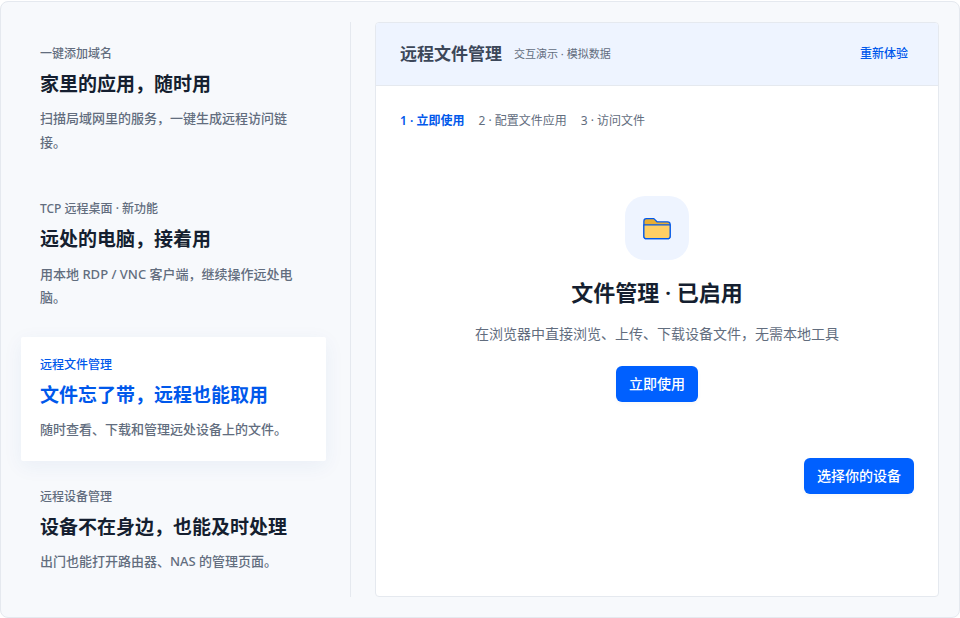 一键添加域名
家里的应用，随时用
扫描局域网里的服务，一键生成远程访问链
接。
TCP 远程桌面 · 新功能
远处的电脑，接着用
用本地 RDP / VNC 客户端，继续操作远处电
脑。
远程文件管理
文件忘了带，远程也能取用
随时查看、下载和管理远处设备上的文件。
远程设备管理
设备不在身边，也能及时处理
出门也能打开路由器、NAS 的管理页面。
远程文件管理 交互演示 · 模拟数据 重新体验
1 · 立即使用 2 · 配置文件应用 3 · 访问文件
文件管理 · 已启用
在浏览器中直接浏览、上传、下载设备文件，无需本地工具
立即使用
选择你的设备